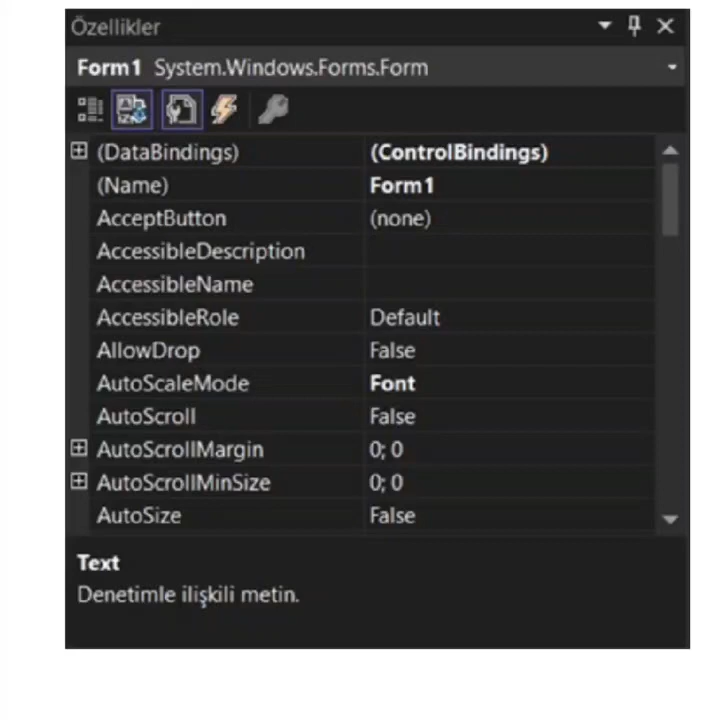 Özellikler
Form1 System.Windows.Forms.Form
(DataBindings) (ControlBindings)
(Name) Form1
AcceptButton (none)
AccessibleDescription
AccessibleName
AccessibleRole Default
AllowDrop False
AutoScaleMode Font
AutoScroll False
AutoScrollMargin 0; 0
AutoScrollMinSize 0; 0
AutoSize False
Text
Denetimle ilişkili metin.